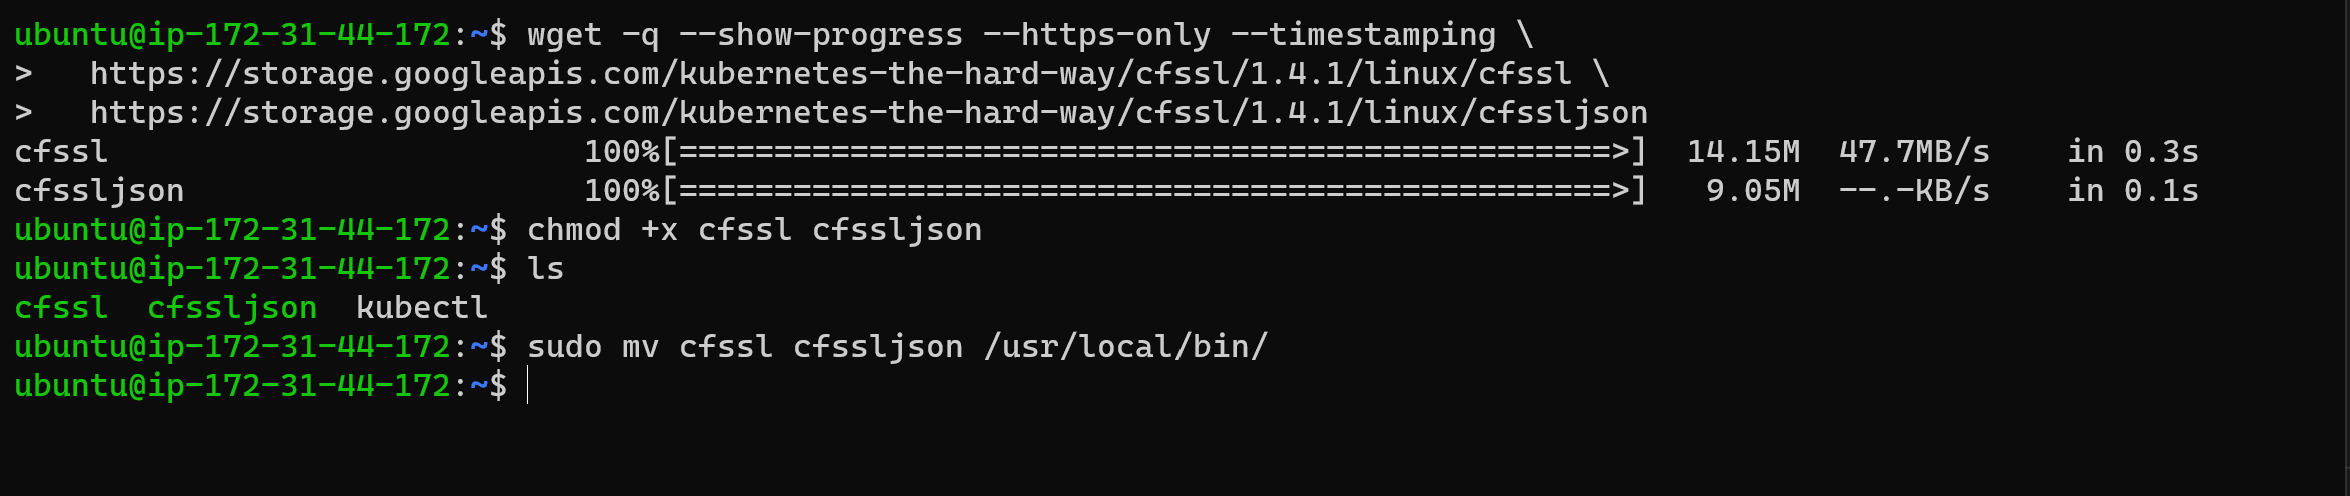 ubuntu@ip-172-31-44-172:~$ wget -q --show-progress --https-only --timestamping \
>   https://storage.googleapis.com/kubernetes-the-hard-way/cfssl/1.4.1/linux/cfssl \
>   https://storage.googleapis.com/kubernetes-the-hard-way/cfssl/1.4.1/linux/cfssljson
cfssl                         100%[=================================================>]  14.15M  47.7MB/s    in 0.3s
cfssljson                     100%[=================================================>]   9.05M  --.-KB/s    in 0.1s
ubuntu@ip-172-31-44-172:~$ chmod +x cfssl cfssljson
ubuntu@ip-172-31-44-172:~$ ls
cfssl  cfssljson  kubectl
ubuntu@ip-172-31-44-172:~$ sudo mv cfssl cfssljson /usr/local/bin/
ubuntu@ip-172-31-44-172:~$